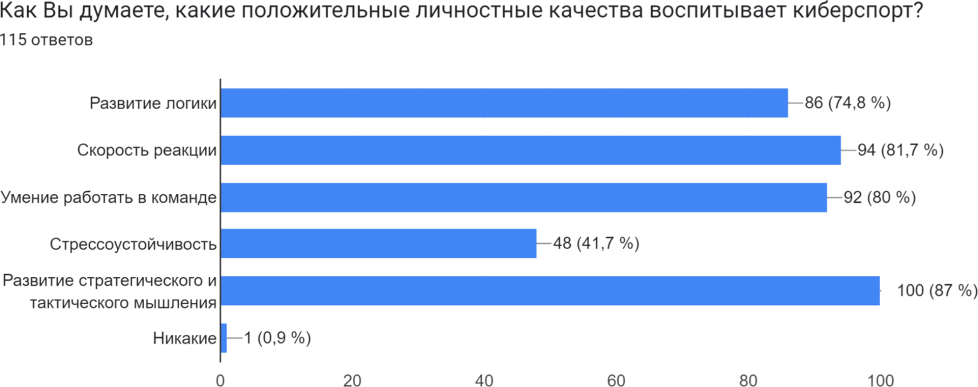 Как Вы думаете, какие положительные личностные качества воспитывает киберспорт?
115 ответов
Развитие логики
86 (74,8 %)
Скорость реакции
94 (81,7 %)
Умение работать в команде
92 (80 %)
Стрессоустойчивость
48 (41,7 %)
Развитие стратегического и
тактического мышления
100 (87 %)
Никакие
1 (0,9 %)
0 20 40 60 80 100